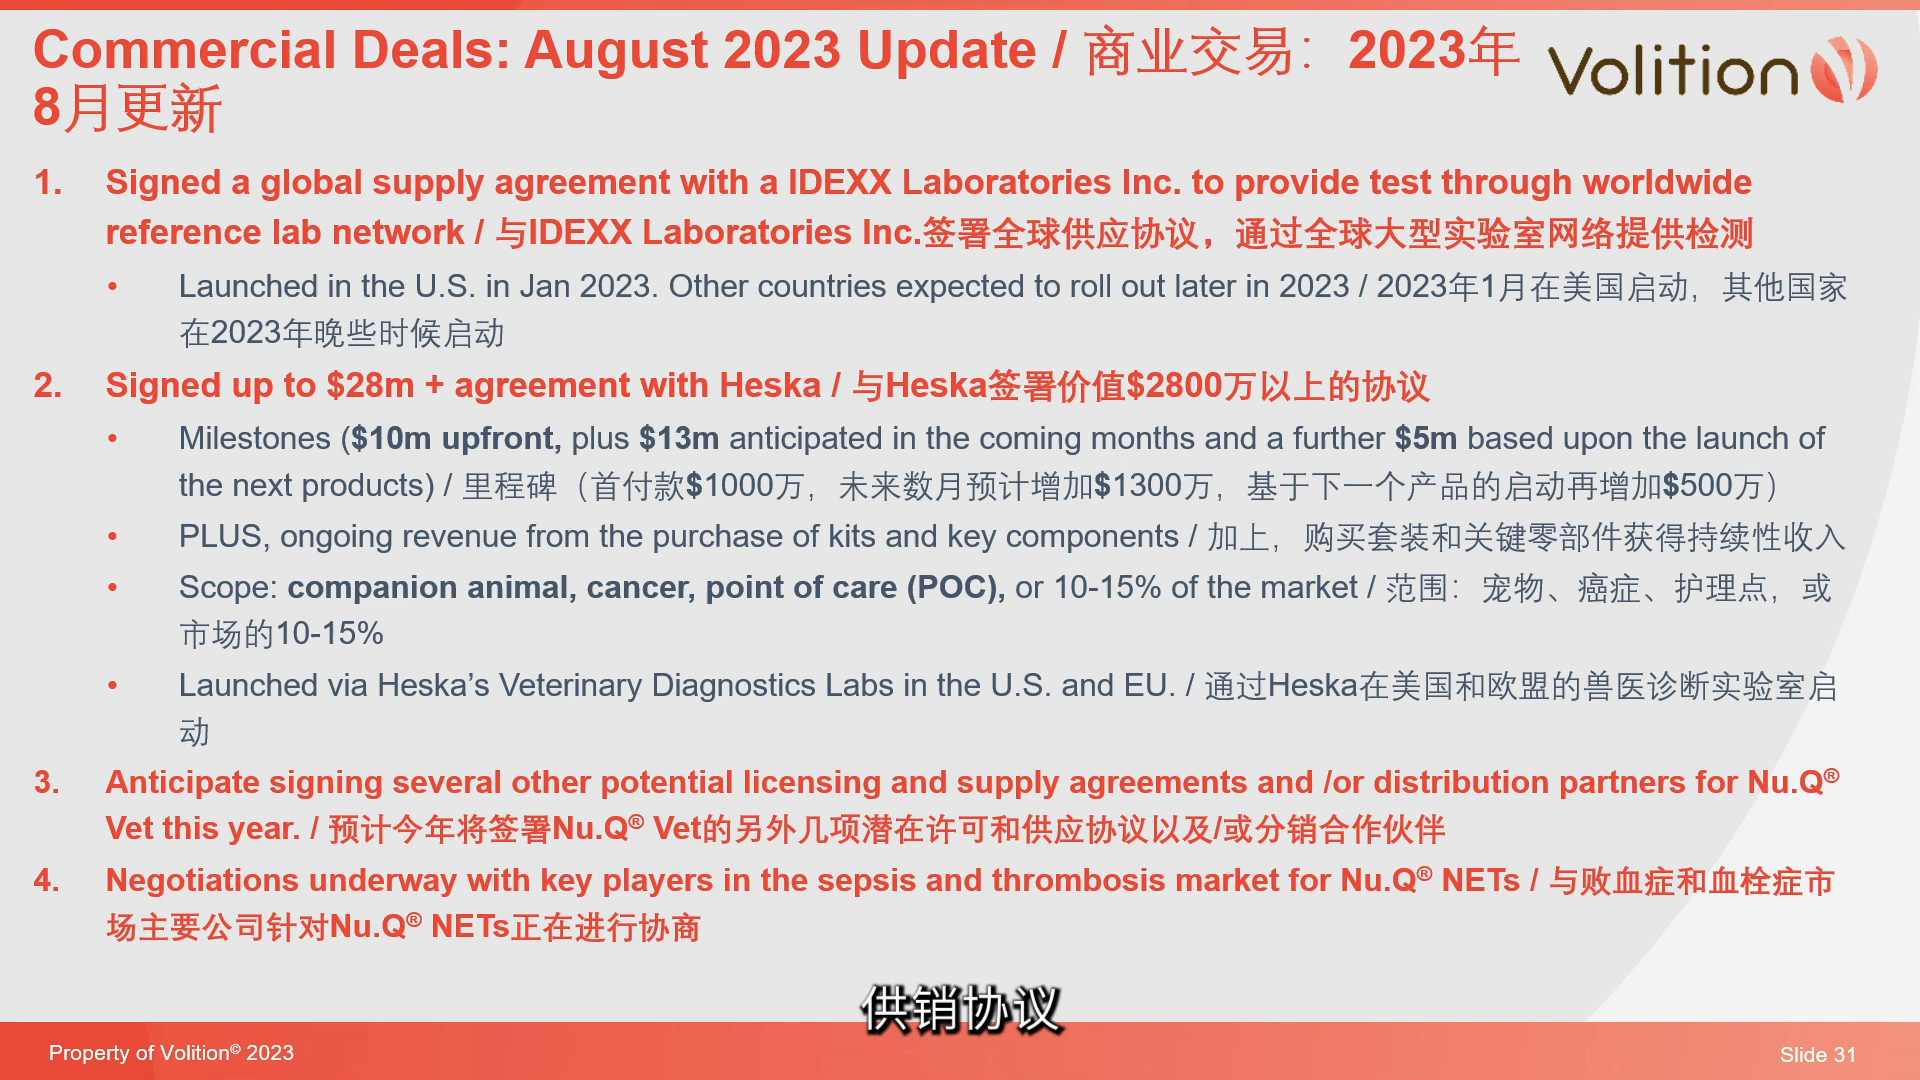 Commercial Deals: August 2023 Update / 商业交易：2023年
8月更新
Volition
1. Signed a global supply agreement with a IDEXX Laboratories Inc. to provide test through worldwide
reference lab network / 与IDEXX Laboratories Inc.签署全球供应协议，通过全球大型实验室网络提供检测
• Launched in the U.S. in Jan 2023. Other countries expected to roll out later in 2023 / 2023年1月在美国启动，其他国家
在2023年晚些时候启动
2. Signed up to $28m + agreement with Heska / 与Heska签署价值$2800万以上的协议
• Milestones ($10m upfront, plus $13m anticipated in the coming months and a further $5m based upon the launch of
the next products) / 里程碑（首付款$1000万，未来数月预计增加$1300万，基于下一个产品的启动再增加$500万）
• PLUS, ongoing revenue from the purchase of kits and key components / 加上，购买套装和关键零部件获得持续性收入
• Scope: companion animal, cancer, point of care (POC), or 10-15% of the market / 范围：宠物、癌症、护理点，或
市场的10-15%
• Launched via Heska’s Veterinary Diagnostics Labs in the U.S. and EU. / 通过Heska在美国和欧盟的兽医诊断实验室启
动
3. Anticipate signing several other potential licensing and supply agreements and /or distribution partners for Nu.Q®
Vet this year. / 预计今年将签署Nu.Q® Vet的另外几项潜在许可和供应协议以及/或分销合作伙伴
4. Negotiations underway with key players in the sepsis and thrombosis market for Nu.Q® NETs / 与败血症和血栓症市
场主要公司针对Nu.Q® NETs正在进行协商
供销协议
Property of Volition© 2023
Slide 31